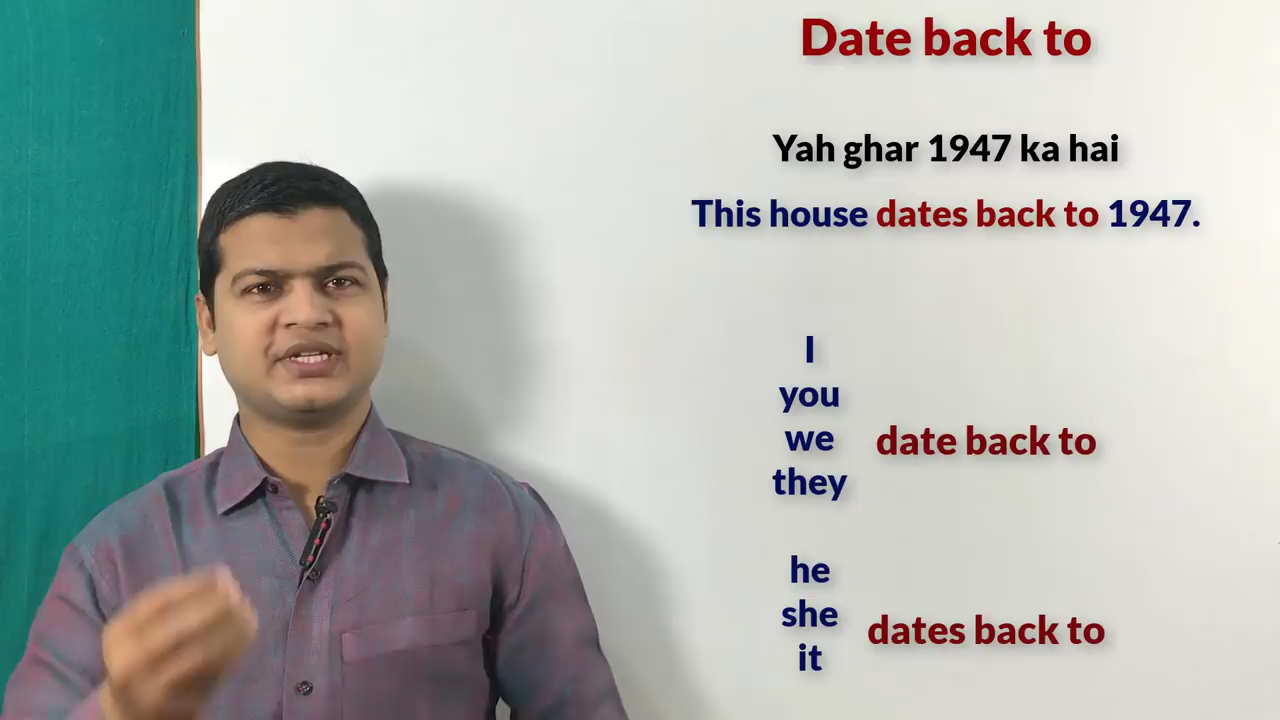 Date back to
Yah ghar 1947 ka hai
This house dates back to 1947.
I
you
we
they
date back to
he
she
it
dates back to